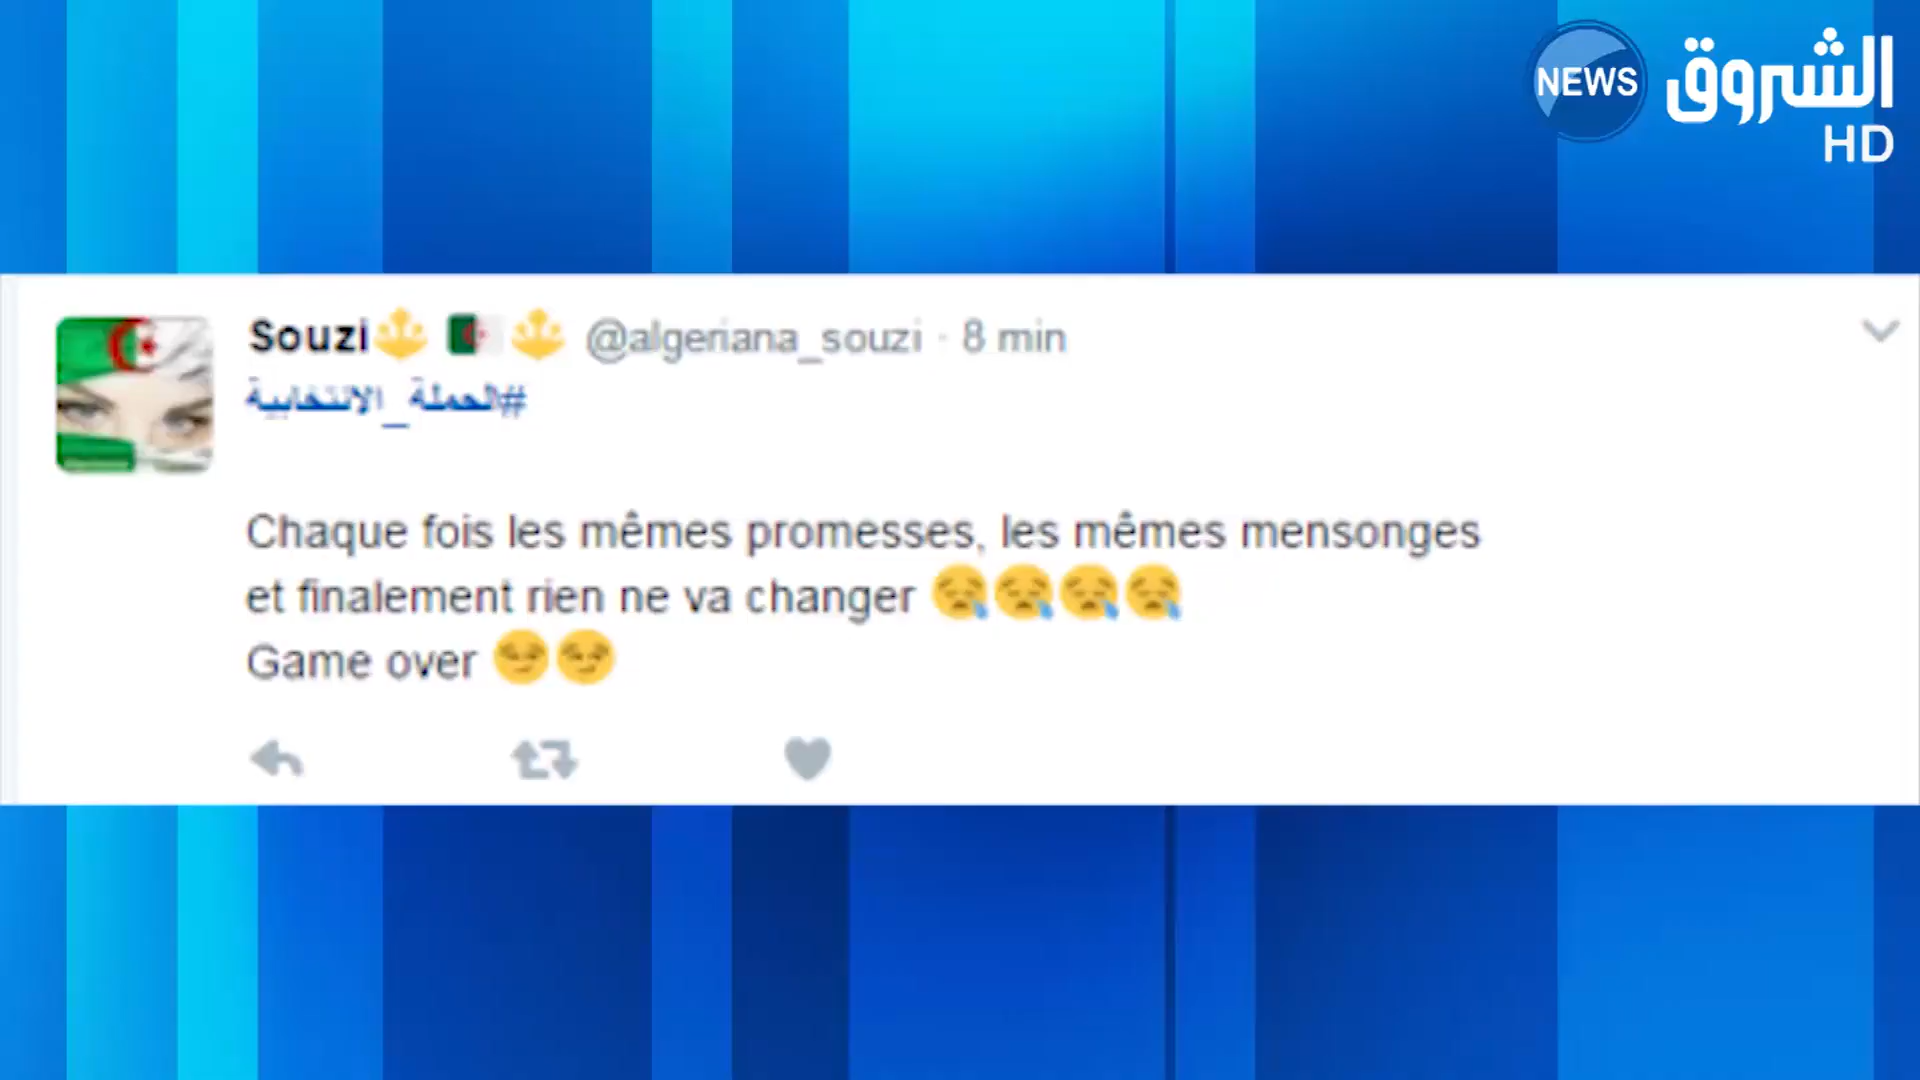 NEWS الشروق
HD
Souzi @algeriana_souzi · 8 min
#الحملة_الانتخابية
Chaque fois les mêmes promesses, les mêmes mensonges
et finalement rien ne va changer 😪😪😪😪
Game over 😏😏